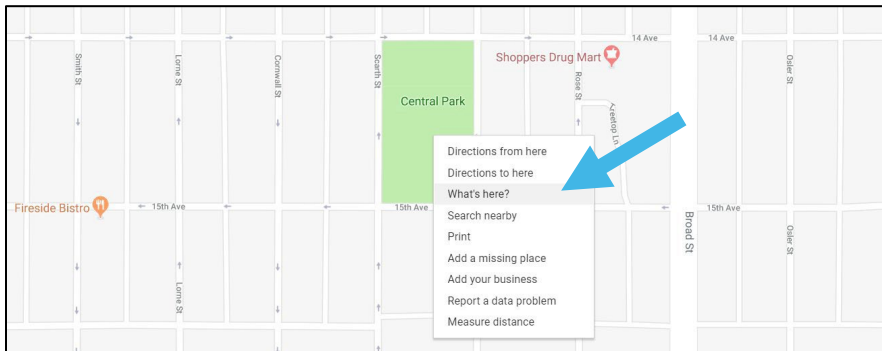 14 Ave
14 Ave
Shoppers Drug Mart
Smith St
Lorne St
Cornwall St
Scarth St
Rose St
Osler St
Central Park
Treetop Ln
Directions from here
Directions to here
What's here?
Fireside Bistro
15th Ave
15th Ave
15th Ave
Search nearby
Broad St
Osler St
Print
Add a missing place
Add your business
Lorne St
Report a data problem
Measure distance